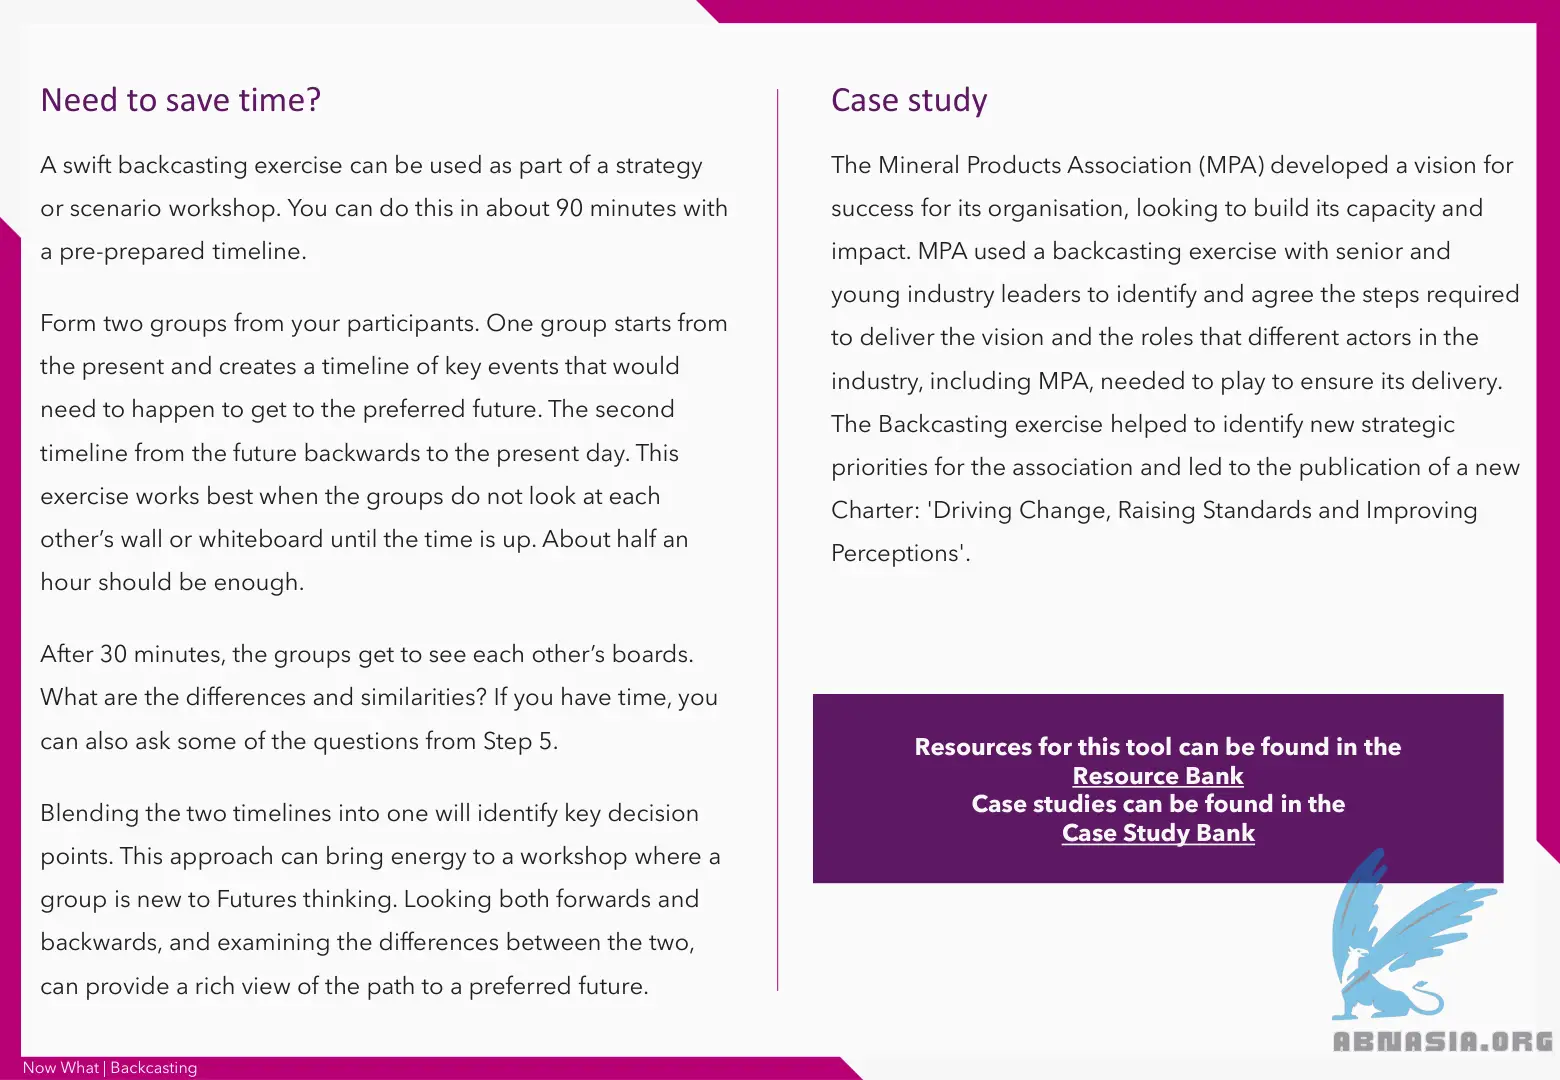 Need to save time?
A swift backcasting exercise can be used as part of a strategy
or scenario workshop. You can do this in about 90 minutes with
a pre-prepared timeline.
Form two groups from your participants. One group starts from
the present and creates a timeline of key events that would
need to happen to get to the preferred future. The second
timeline from the future backwards to the present day. This
exercise works best when the groups do not look at each
other’s wall or whiteboard until the time is up. About half an
hour should be enough.
After 30 minutes, the groups get to see each other’s boards.
What are the differences and similarities? If you have time, you
can also ask some of the questions from Step 5.
Blending the two timelines into one will identify key decision
points. This approach can bring energy to a workshop where a
group is new to Futures thinking. Looking both forwards and
backwards, and examining the differences between the two,
can provide a rich view of the path to a preferred future.
Case study
The Mineral Products Association (MPA) developed a vision for
success for its organisation, looking to build its capacity and
impact. MPA used a backcasting exercise with senior and
young industry leaders to identify and agree the steps required
to deliver the vision and the roles that different actors in the
industry, including MPA, needed to play to ensure its delivery.
The Backcasting exercise helped to identify new strategic
priorities for the association and led to the publication of a new
Charter: 'Driving Change, Raising Standards and Improving
Perceptions'.
Resources for this tool can be found in the
Resource Bank
Case studies can be found in the
Case Study Bank
ABNASIA.ORG
Now What | Backcasting